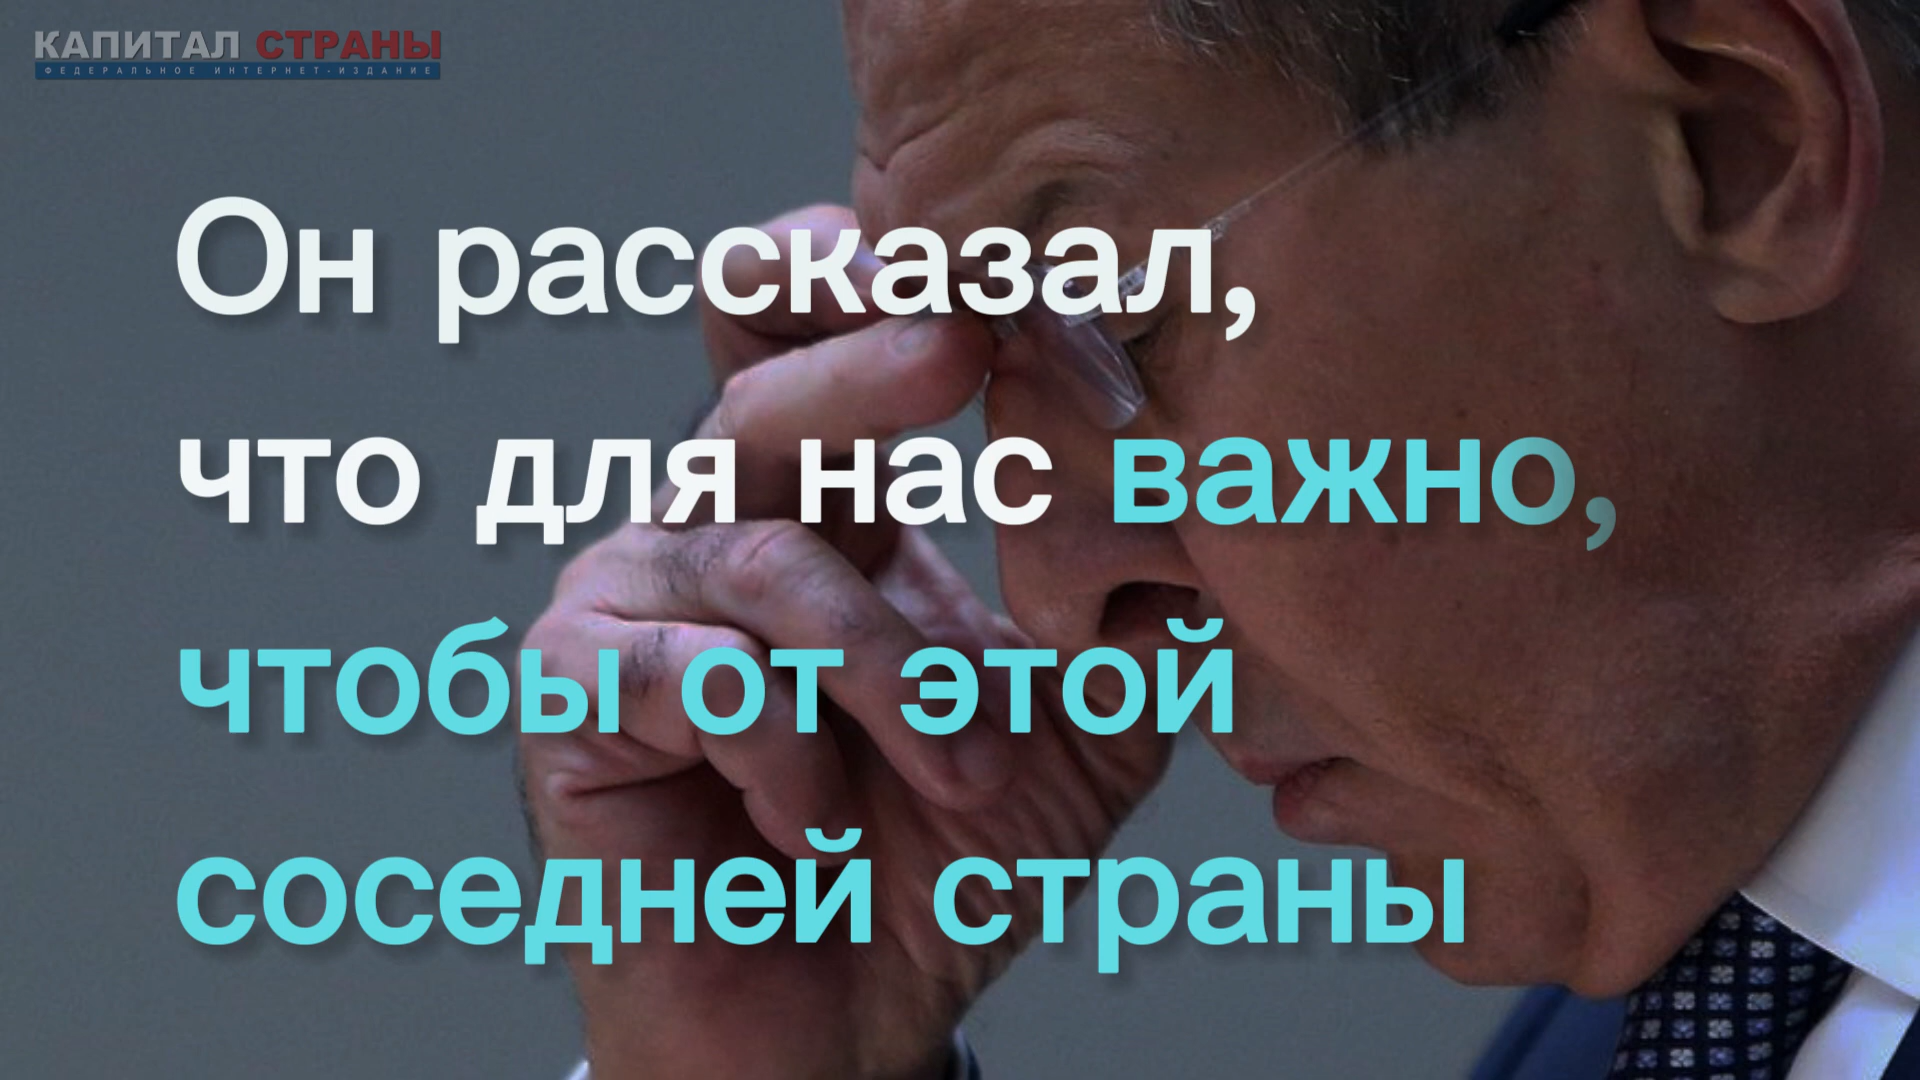 КАПИТАЛ СТРАНЫ
ФЕДЕРАЛЬНОЕ ИНТЕРНЕТ-ИЗДАНИЕ
Он рассказал,
что для нас важно,
чтобы от этой
соседней страны